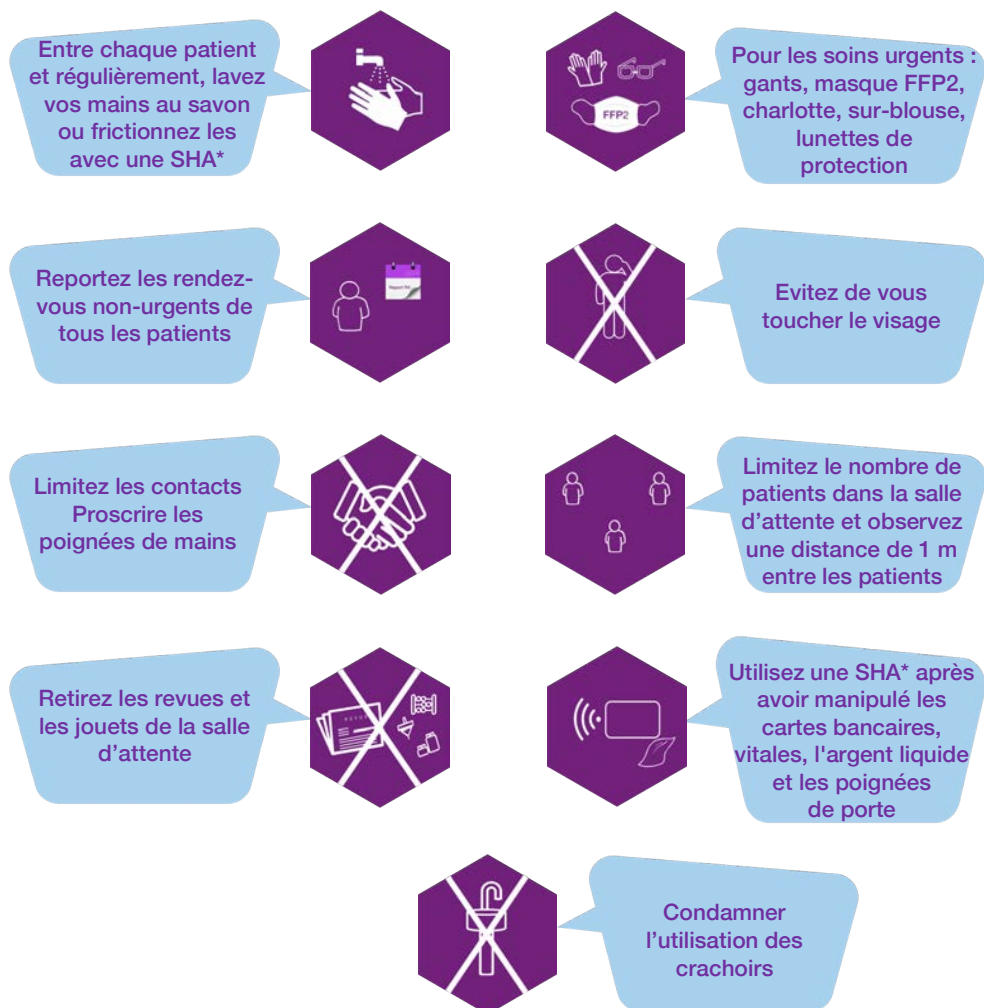 Entre chaque patient
et régulièrement, lavez
vos mains au savon
ou frictionnez les
avec une SHA*
FFP2
Pour les soins urgents :
gants, masque FFP2,
charlotte, sur-blouse,
lunettes de
protection
Reportez les rendez-
vous non-urgents de
tous les patients
Evitez de vous
toucher le visage
Limitez les contacts
Proscrire les
poignées de mains
Limitez le nombre de
patients dans la salle
d'attente et observez
une distance de 1 m
entre les patients
Retirez les revues et
les jouets de la salle
d'attente
Utilisez une SHA* après
avoir manipulé les
cartes bancaires,
vitales, l'argent liquide
et les poignées
de porte
Condamner
l'utilisation des
crachoirs